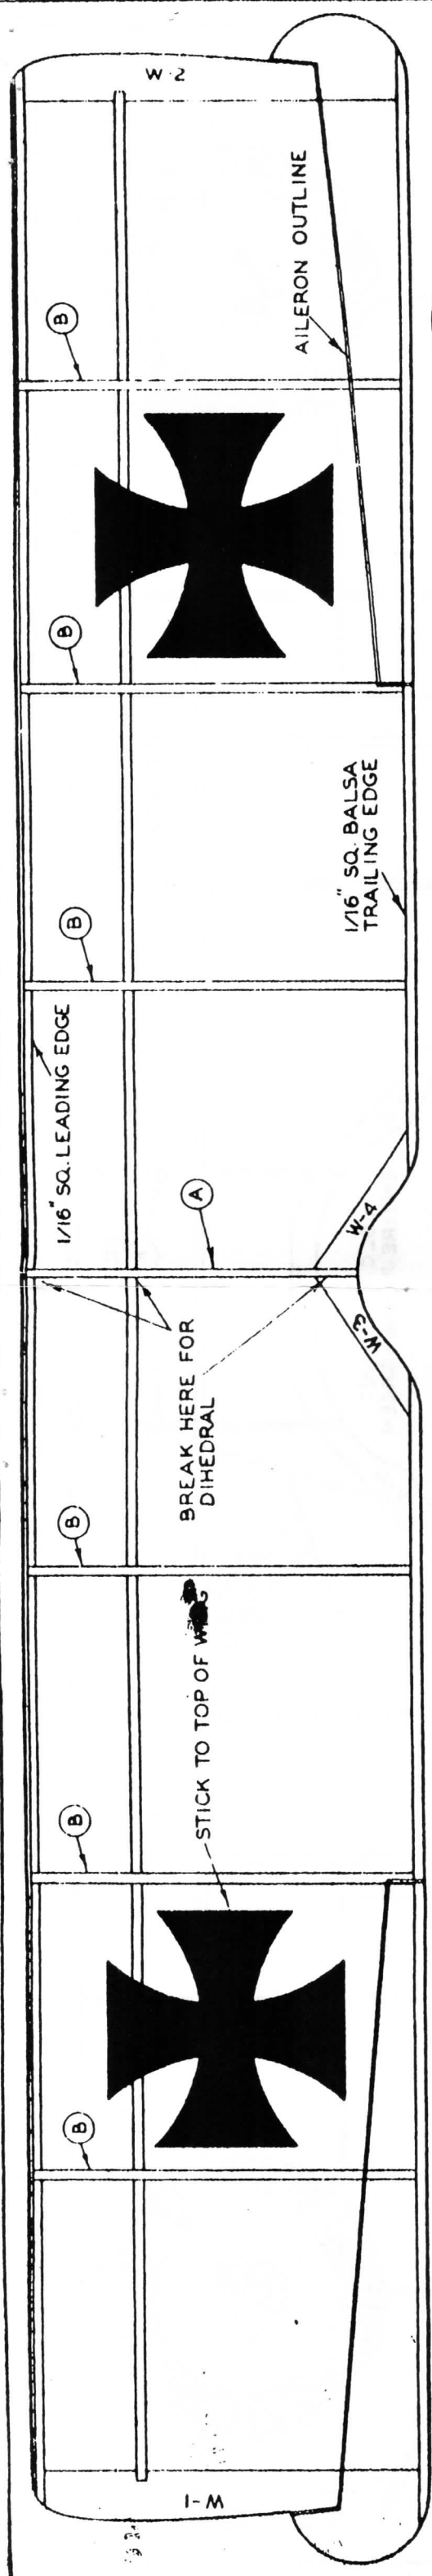 W-2
AILERON OUTLINE
B
B
1/16" SQ. BALSA
TRAILING EDGE
B
1/16" SQ. LEADING EDGE
A
W-4
W-3
BREAK HERE FOR
DIHEDRAL
B
STICK TO TOP OF
B
B
W-1